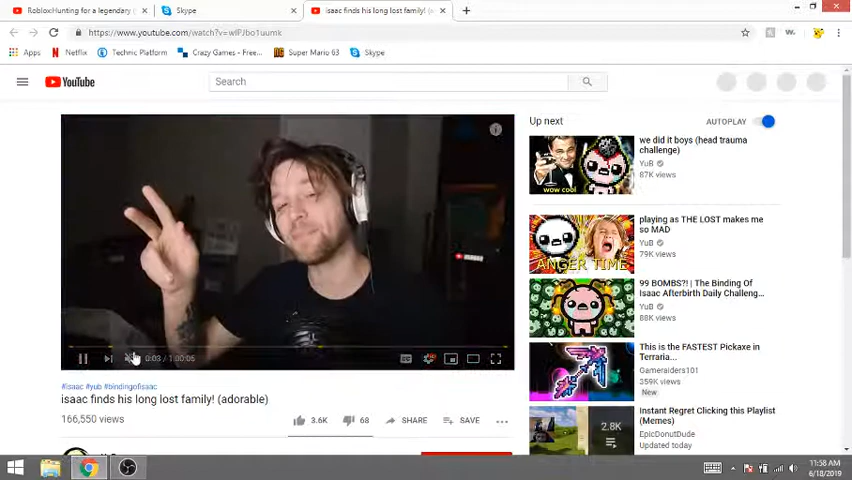 Roblox:Hunting for a legendary (
Skype
isaac finds his long lost family! (
https://www.youtube.com/watch?v=wIPJbo1uumk
Apps
Netflix
Technic Platform
Crazy Games - Free...
Super Mario 63
Skype
YouTube
Search
Up next
AUTOPLAY
we did it boys (head trauma
challenge)
YuB
87K views
wow cool
playing as THE LOST makes me
so MAD
YuB
79K views
ANGER TIME
99 BOMBS?! | The Binding Of
Isaac Afterbirth Daily Challeng...
YuB
88K views
This is the FASTEST Pickaxe in
Terraria...
Gameraiders101
359K views
New
Instant Regret Clicking this Playlist
(Memes)
EpicDonutDude
Updated today
2.8K
0:03 / 1:00:05
#isaac #yub #bindingofisaac
isaac finds his long lost family! (adorable)
166,550 views
3.6K
68
SHARE
SAVE
11:58 AM
6/18/2019